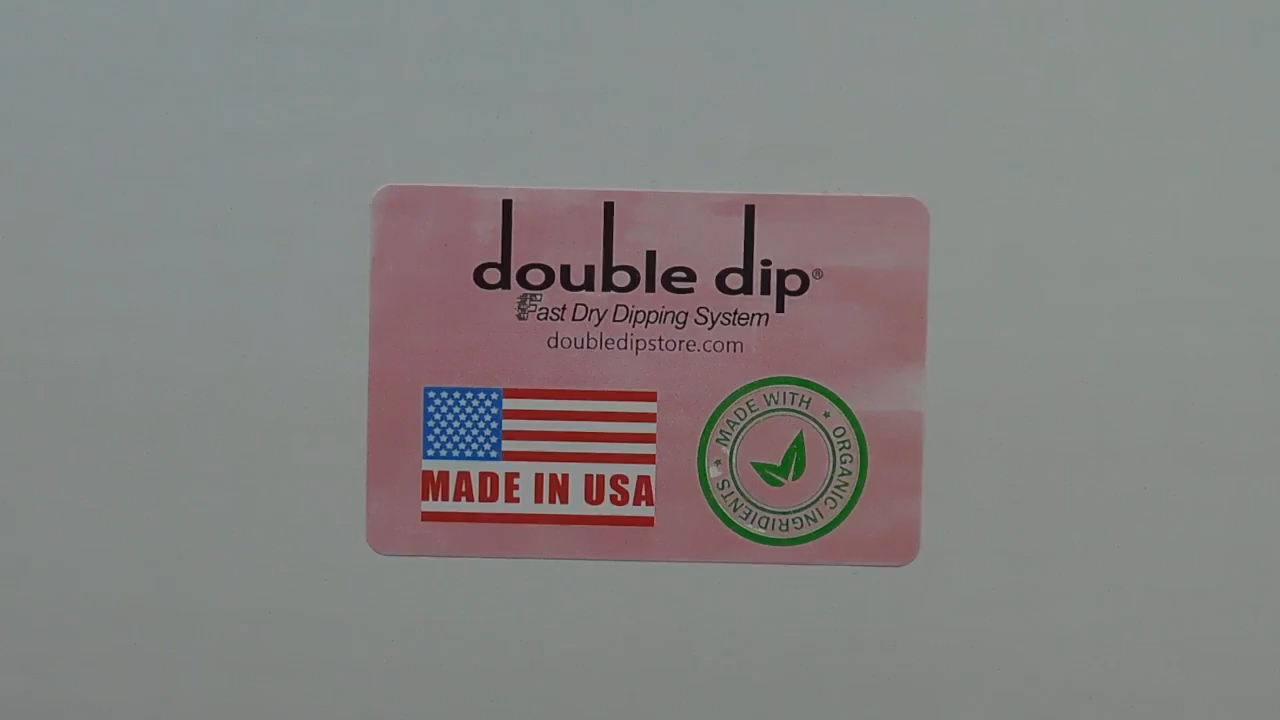 double dip®
Fast Dry Dipping System
doubledipstore.com
MADE IN USA
MADE WITH ★ ORGANIC INGRIDIENTS ★